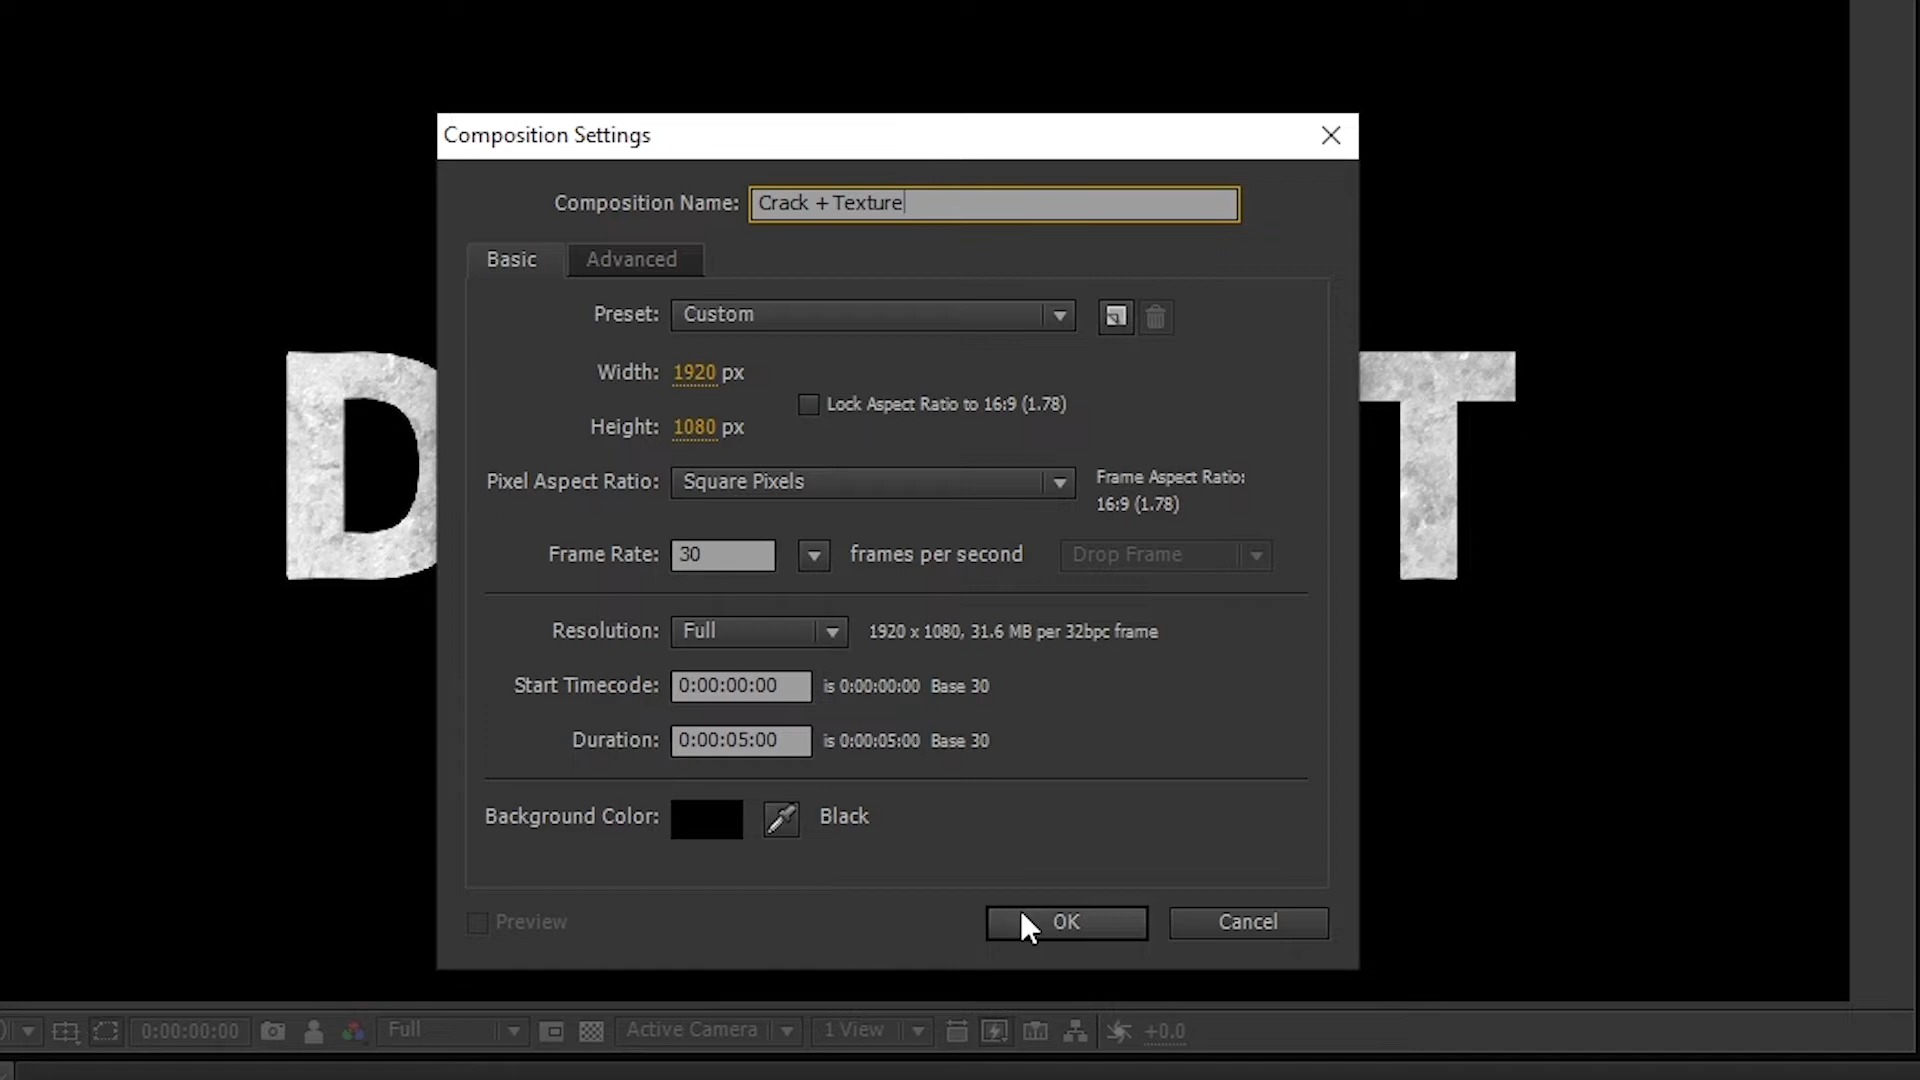 Composition Settings
Composition Name: Crack + Texture
Basic Advanced
Preset: Custom
Width: 1920 px
Lock Aspect Ratio to 16:9 (1.78)
Height: 1080 px
D T
Pixel Aspect Ratio: Square Pixels Frame Aspect Ratio:
16:9 (1.78)
Frame Rate: 30 frames per second Drop Frame
Resolution: Full 1920 x 1080, 31.6 MB per 32bpc frame
Start Timecode: 0:00:00:00 is 0:00:00:00 Base 30
Duration: 0:00:05:00 is 0:00:05:00 Base 30
Background Color: Black
Preview OK Cancel
0:00:00:00 Full Active Camera 1 View +0.0